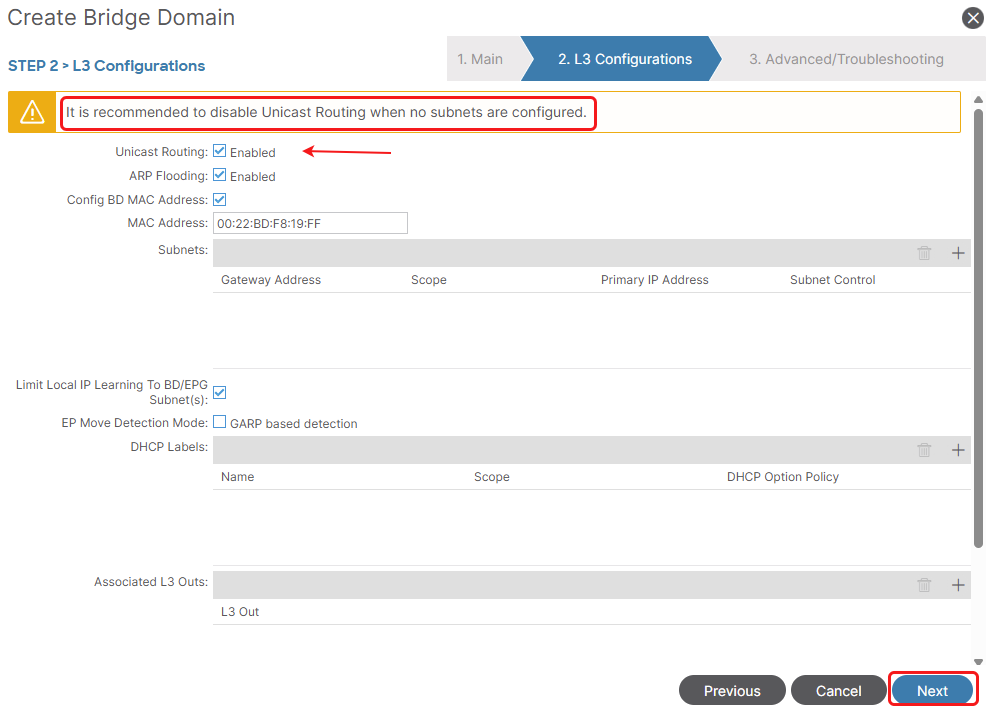 Create Bridge Domain
STEP 2 > L3 Configurations
1. Main
2. L3 Configurations
3. Advanced/Troubleshooting
It is recommended to disable Unicast Routing when no subnets are configured.
Unicast Routing: Enabled
ARP Flooding: Enabled
Config BD MAC Address:
MAC Address: 00:22:BD:F8:19:FF
Subnets:
Gateway Address Scope Primary IP Address Subnet Control
Limit Local IP Learning To BD/EPG
Subnet(s):
EP Move Detection Mode: GARP based detection
DHCP Labels:
Name Scope DHCP Option Policy
Associated L3 Outs:
L3 Out
Previous Cancel Next